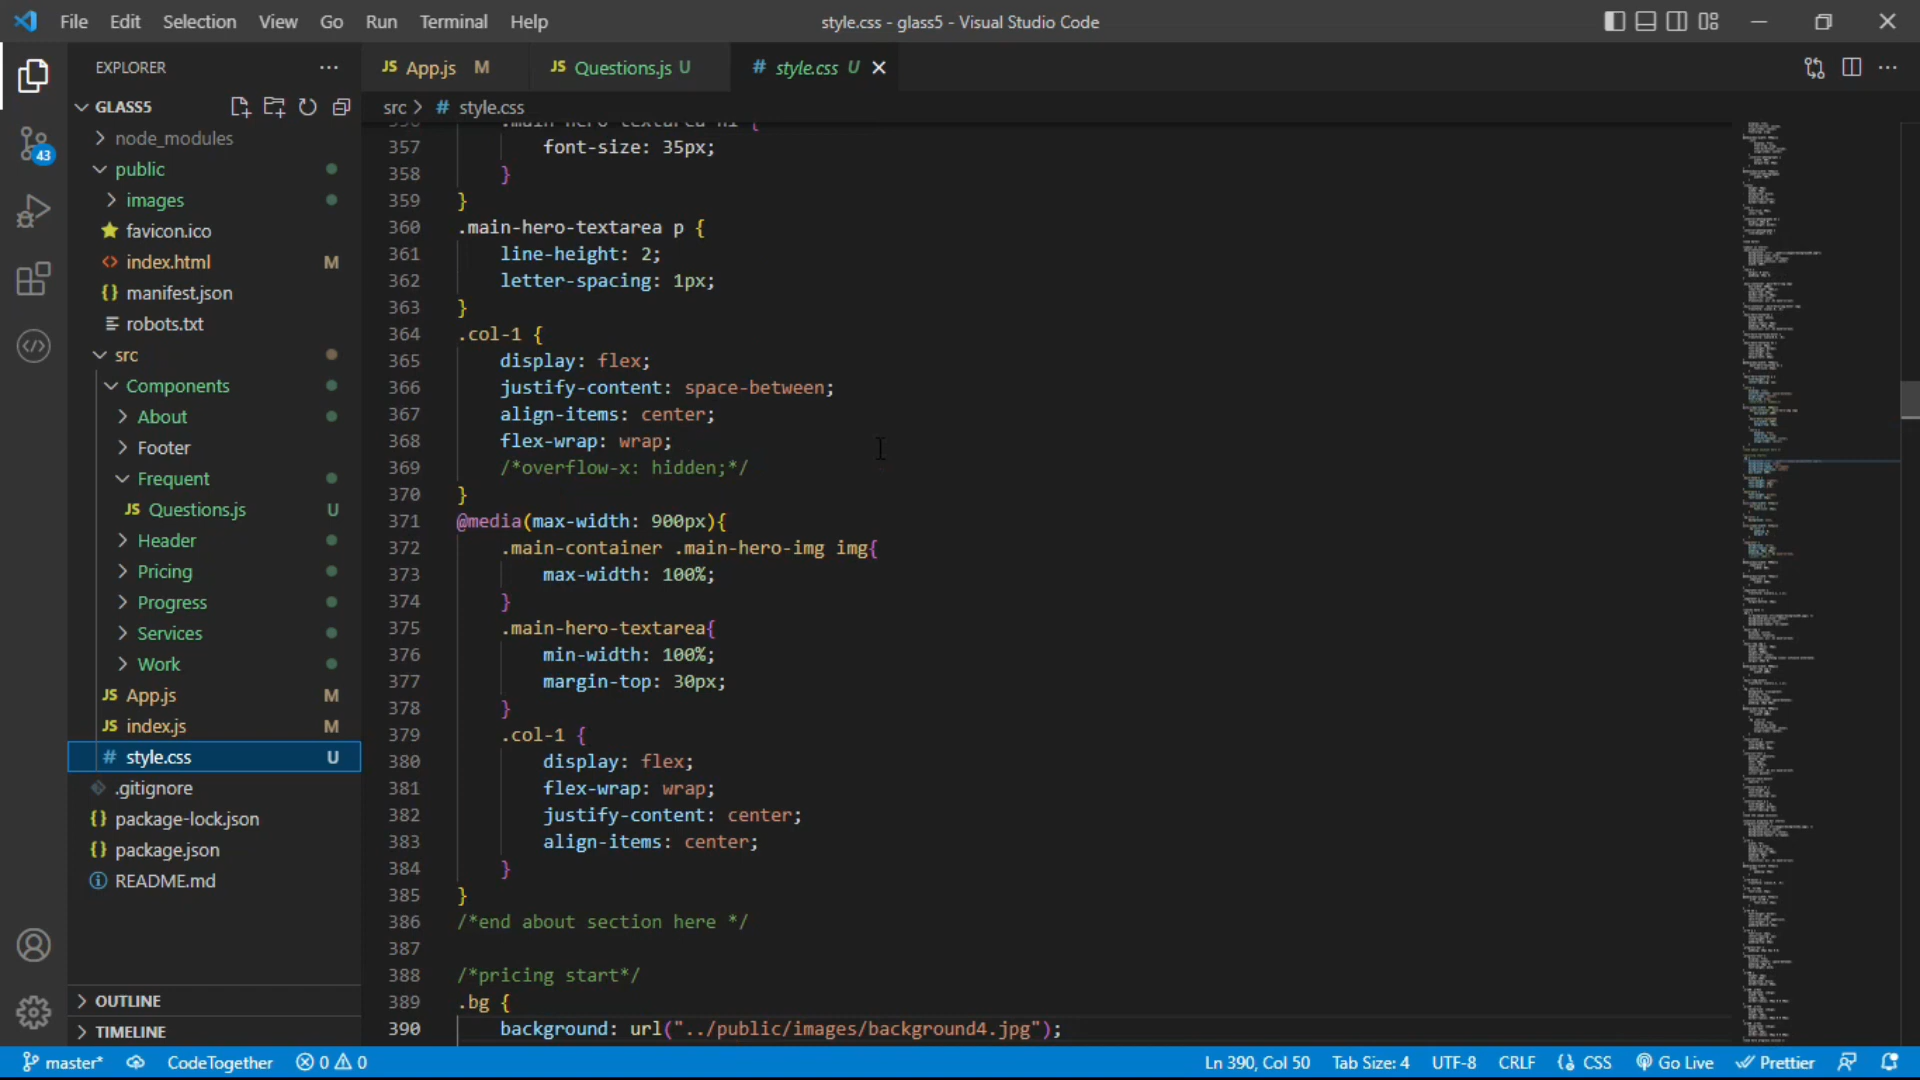 File Edit Selection View Go Run Terminal Help
style.css - glass5 - Visual Studio Code
EXPLORER
GLASS5
node_modules
public
images
favicon.ico
index.html M
manifest.json
robots.txt
src
Components
About
Footer
Frequent
JS Questions.js U
Header
Pricing
Progress
Services
Work
JS App.js M
JS index.js M
# style.css U
.gitignore
{} package-lock.json
{} package.json
README.md
OUTLINE
TIMELINE
43
JS App.js M
JS Questions.js U
# style.css U
src > # style.css
357 font-size: 35px;
358 }
359 }
360 .main-hero-textarea p {
361 line-height: 2;
362 letter-spacing: 1px;
363 }
364 .col-1 {
365 display: flex;
366 justify-content: space-between;
367 align-items: center;
368 flex-wrap: wrap;
369 /*overflow-x: hidden;*/
370 }
371 @media(max-width: 900px){
372 .main-container .main-hero-img img{
373 max-width: 100%;
374 }
375 .main-hero-textarea{
376 min-width: 100%;
377 margin-top: 30px;
378 }
379 .col-1 {
380 display: flex;
381 flex-wrap: wrap;
382 justify-content: center;
383 align-items: center;
384 }
385 }
386 /*end about section here */
387
388 /*pricing start*/
389 .bg {
390 background: url("../public/images/background4.jpg");
master* CodeTogether 0 0 Ln 390, Col 50 Tab Size: 4 UTF-8 CRLF {} CSS Go Live Prettier